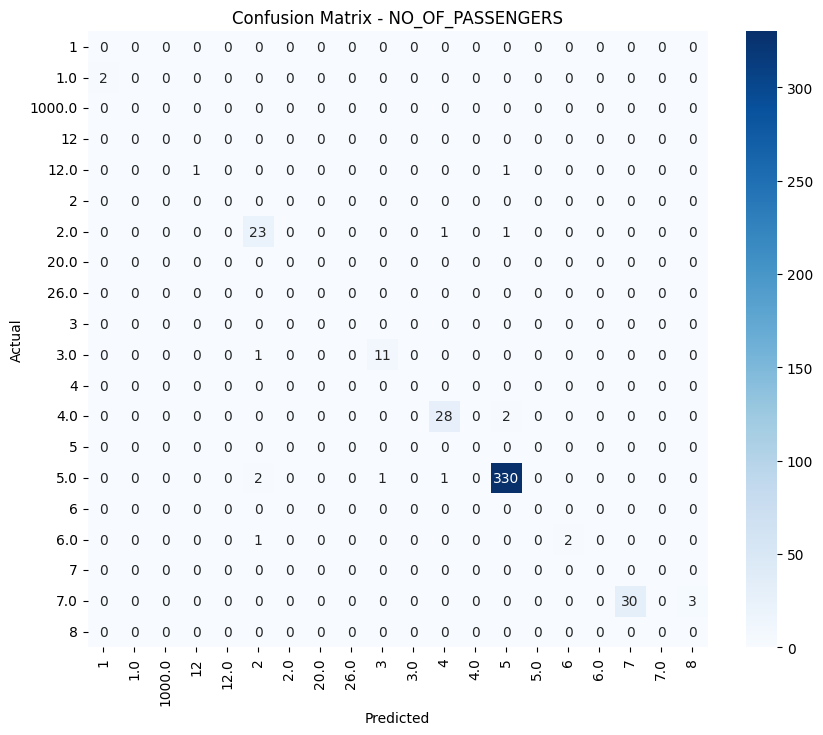 Confusion Matrix - NO_OF_PASSENGERS
1 0 0 0 0 0 0 0 0 0 0 0 0 0 0 0 0 0 0 0 0
1.0 2 0 0 0 0 0 0 0 0 0 0 0 0 0 0 0 0 0 0 0
1000.0 0 0 0 0 0 0 0 0 0 0 0 0 0 0 0 0 0 0 0 0
12 0 0 0 0 0 0 0 0 0 0 0 0 0 0 0 0 0 0 0 0
12.0 0 0 0 1 0 0 0 0 0 0 0 0 0 1 0 0 0 0 0 0
2 0 0 0 0 0 0 0 0 0 0 0 0 0 0 0 0 0 0 0 0
2.0 0 0 0 0 0 23 0 0 0 0 0 1 0 1 0 0 0 0 0 0
20.0 0 0 0 0 0 0 0 0 0 0 0 0 0 0 0 0 0 0 0 0
26.0 0 0 0 0 0 0 0 0 0 0 0 0 0 0 0 0 0 0 0 0
3 0 0 0 0 0 0 0 0 0 0 0 0 0 0 0 0 0 0 0 0
3.0 0 0 0 0 0 1 0 0 0 11 0 0 0 0 0 0 0 0 0 0
4 0 0 0 0 0 0 0 0 0 0 0 0 0 0 0 0 0 0 0 0
4.0 0 0 0 0 0 0 0 0 0 0 0 28 0 2 0 0 0 0 0 0
5 0 0 0 0 0 0 0 0 0 0 0 0 0 0 0 0 0 0 0 0
5.0 0 0 0 0 0 2 0 0 0 1 0 1 0 330 0 0 0 0 0 0
6 0 0 0 0 0 0 0 0 0 0 0 0 0 0 0 0 0 0 0 0
6.0 0 0 0 0 0 1 0 0 0 0 0 0 0 0 0 2 0 0 0 0
7 0 0 0 0 0 0 0 0 0 0 0 0 0 0 0 0 0 0 0 0
7.0 0 0 0 0 0 0 0 0 0 0 0 0 0 0 0 0 0 30 0 3
8 0 0 0 0 0 0 0 0 0 0 0 0 0 0 0 0 0 0 0 0
Actual
1 1.0 1000.0 12 12.0 2 2.0 20.0 26.0 3 3.0 4 4.0 5 5.0 6 6.0 7 7.0 8
Predicted
300
250
200
150
100
50
0